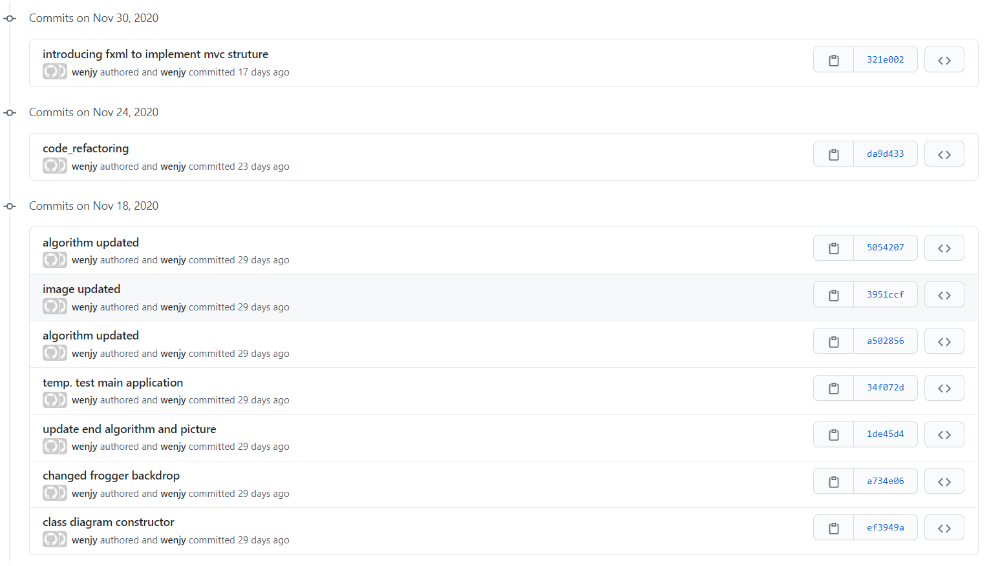 Commits on Nov 30, 2020
introducing fxml to implement mvc struture
wenjy authored and wenjy committed 17 days ago
321e002
Commits on Nov 24, 2020
code_refactoring
wenjy authored and wenjy committed 23 days ago
da9d433
Commits on Nov 18, 2020
algorithm updated
wenjy authored and wenjy committed 29 days ago
5054207
image updated
wenjy authored and wenjy committed 29 days ago
3951ccf
algorithm updated
wenjy authored and wenjy committed 29 days ago
a502856
temp. test main application
wenjy authored and wenjy committed 29 days ago
34f072d
update end algorithm and picture
wenjy authored and wenjy committed 29 days ago
1de45d4
changed frogger backdrop
wenjy authored and wenjy committed 29 days ago
a734e06
class diagram constructor
wenjy authored and wenjy committed 29 days ago
ef3949a